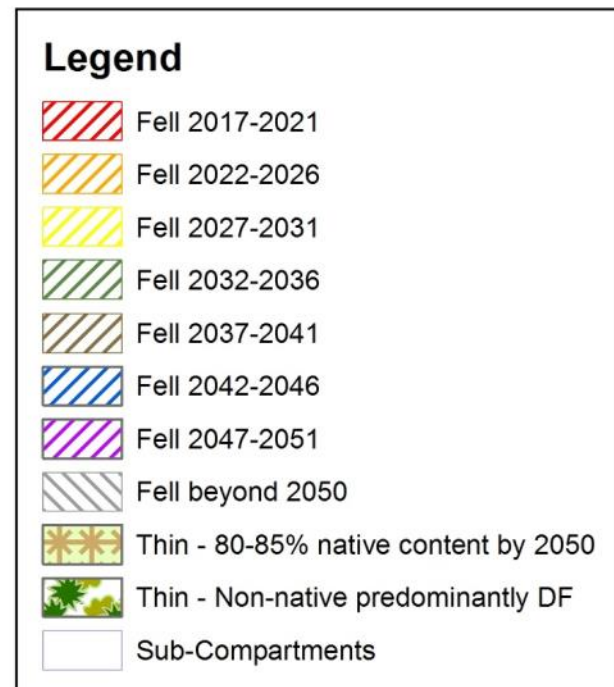 Legend
Fell 2017-2021
Fell 2022-2026
Fell 2027-2031
Fell 2032-2036
Fell 2037-2041
Fell 2042-2046
Fell 2047-2051
Fell beyond 2050
Thin - 80-85% native content by 2050
Thin - Non-native predominantly DF
Sub-Compartments